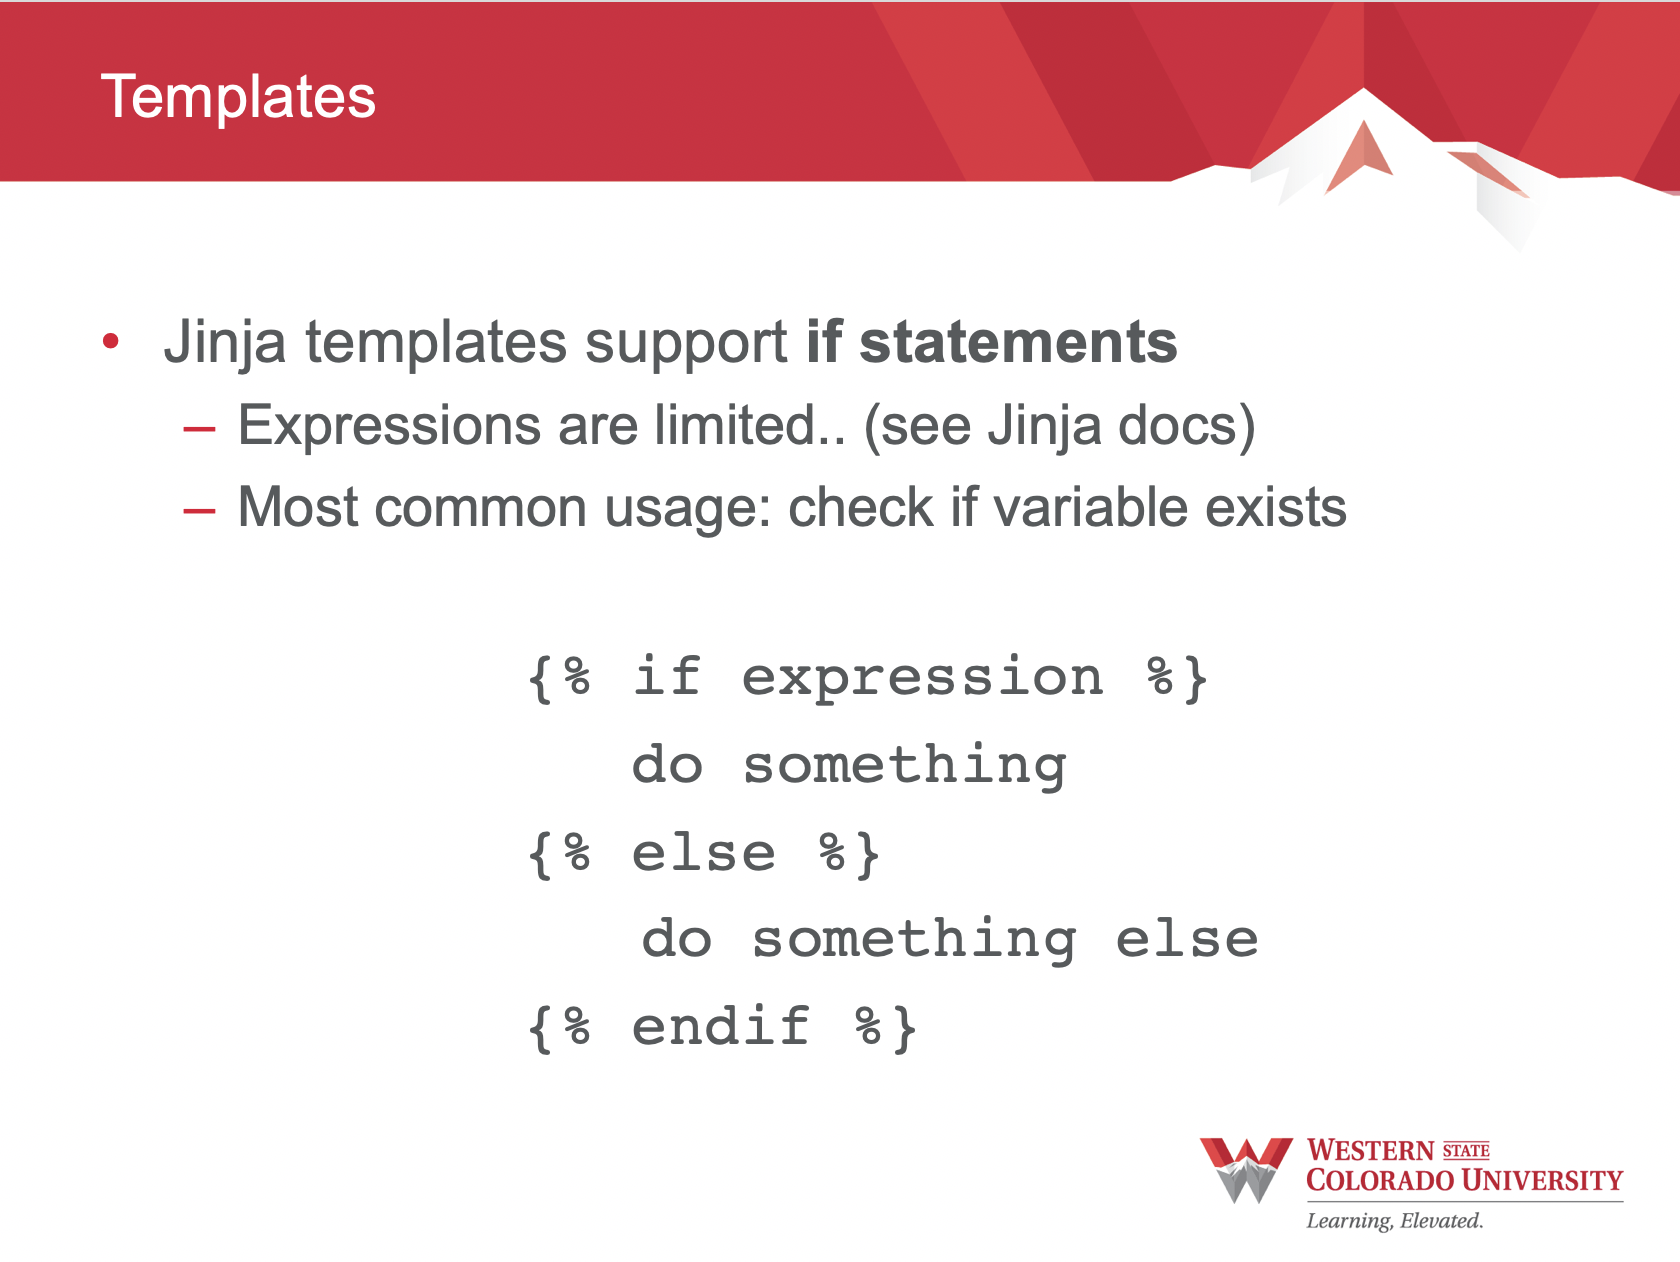 Templates
• Jinja templates support if statements
– Expressions are limited.. (see Jinja docs)
– Most common usage: check if variable exists
{% if expression %}
do something
{% else %}
do something else
{% endif %}
WESTERN STATE
COLORADO UNIVERSITY
Learning, Elevated.